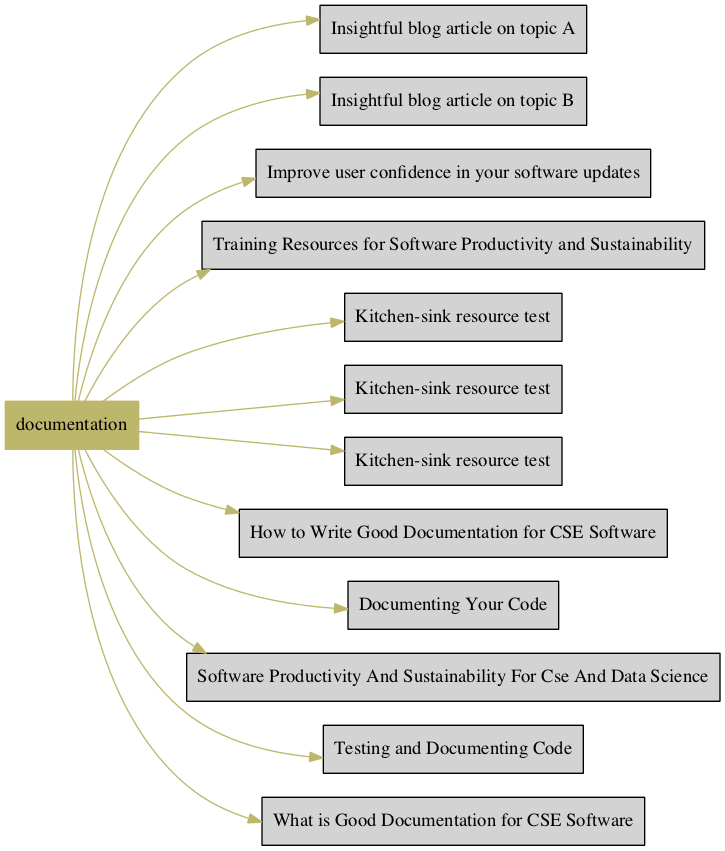 Insightful blog article on topic A
Insightful blog article on topic B
Improve user confidence in your software updates
Training Resources for Software Productivity and Sustainability
Kitchen-sink resource test
Kitchen-sink resource test
documentation
Kitchen-sink resource test
How to Write Good Documentation for CSE Software
Documenting Your Code
Software Productivity And Sustainability For Cse And Data Science
Testing and Documenting Code
What is Good Documentation for CSE Software